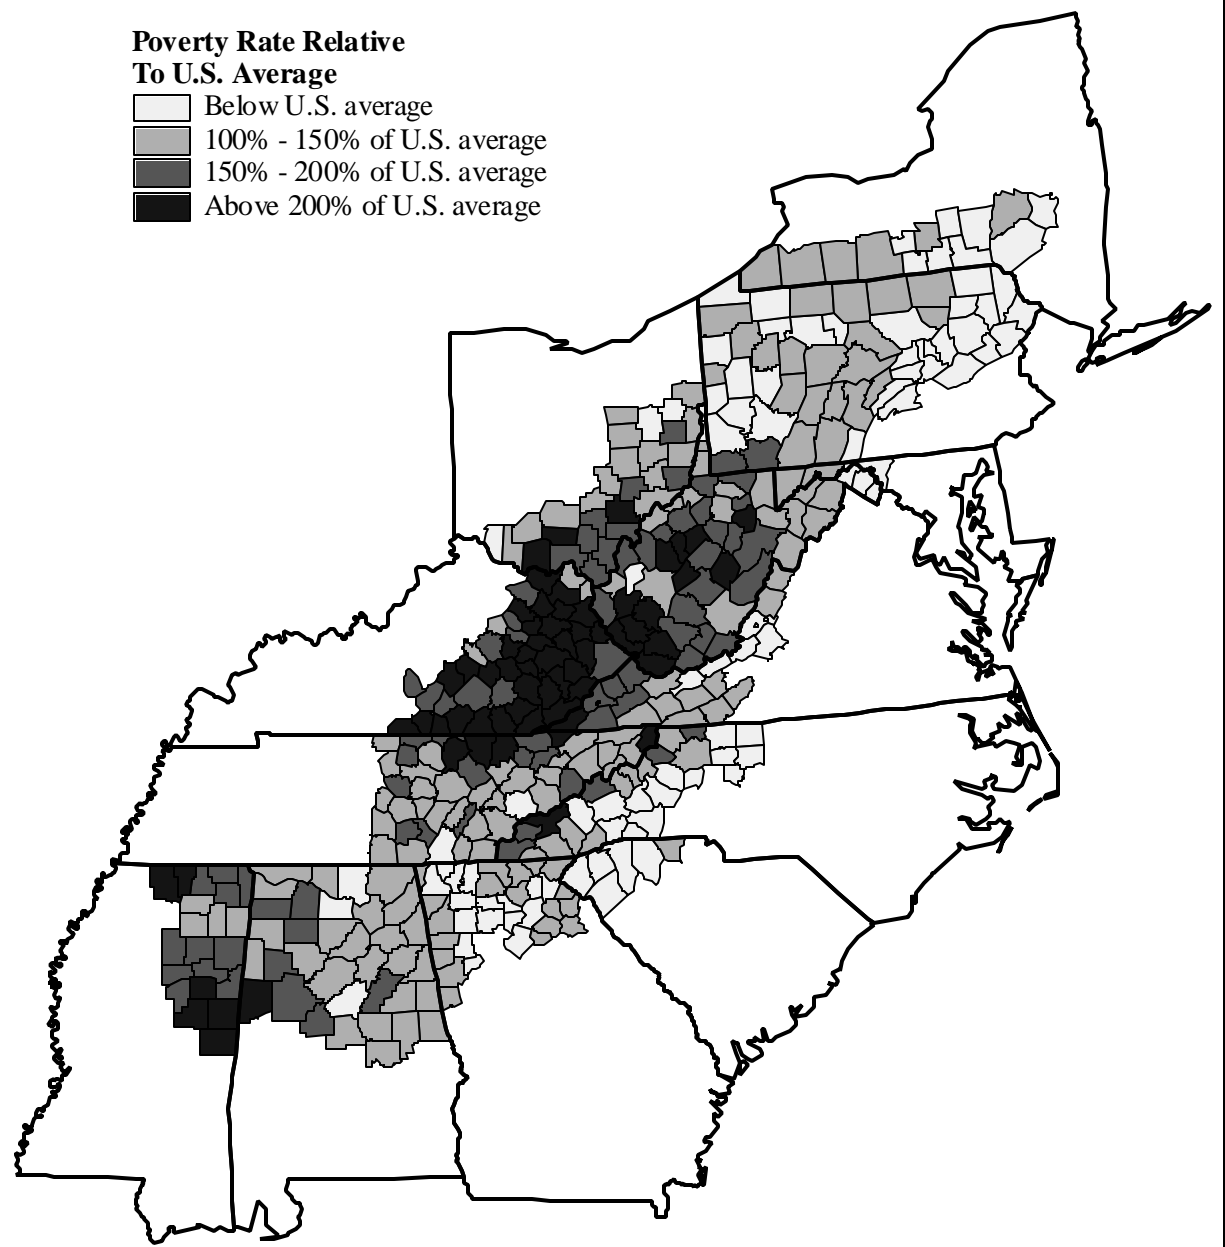 Poverty Rate Relative
To U.S. Average
Below U.S. average
100% - 150% of U.S. average
150% - 200% of U.S. average
Above 200% of U.S. average